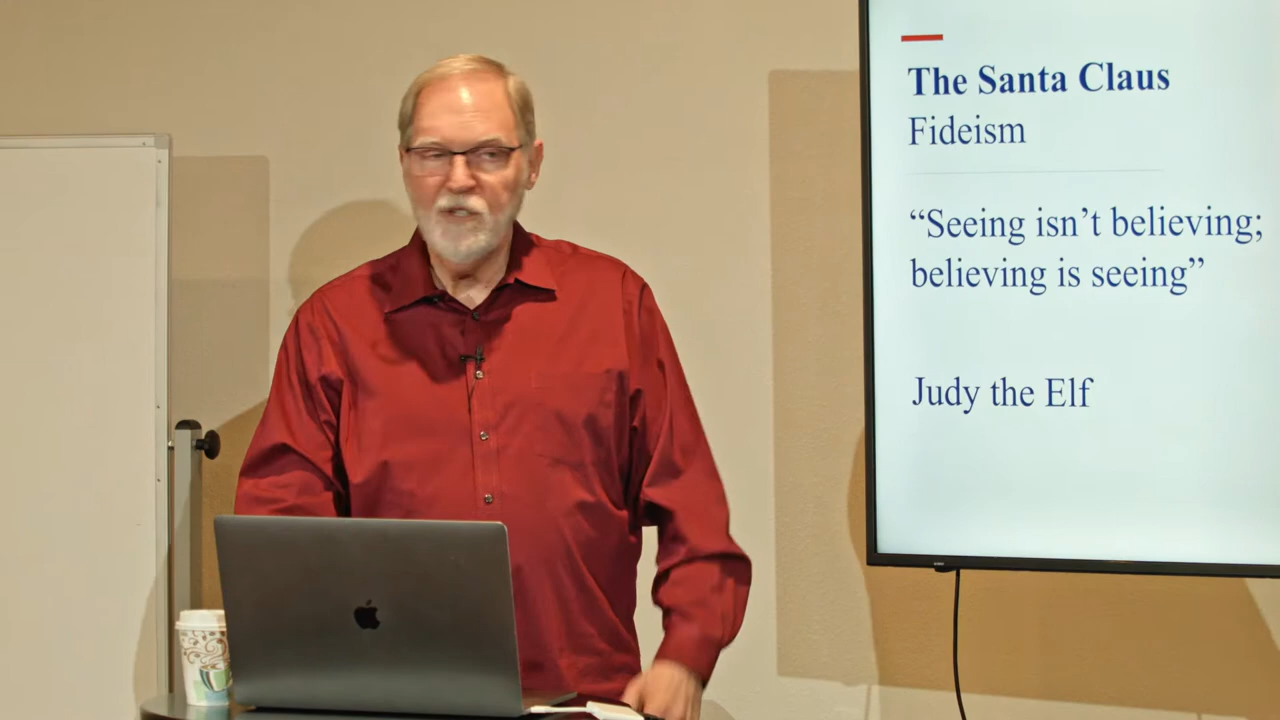 The Santa Claus
Fideism
“Seeing isn’t believing;
believing is seeing”
Judy the Elf